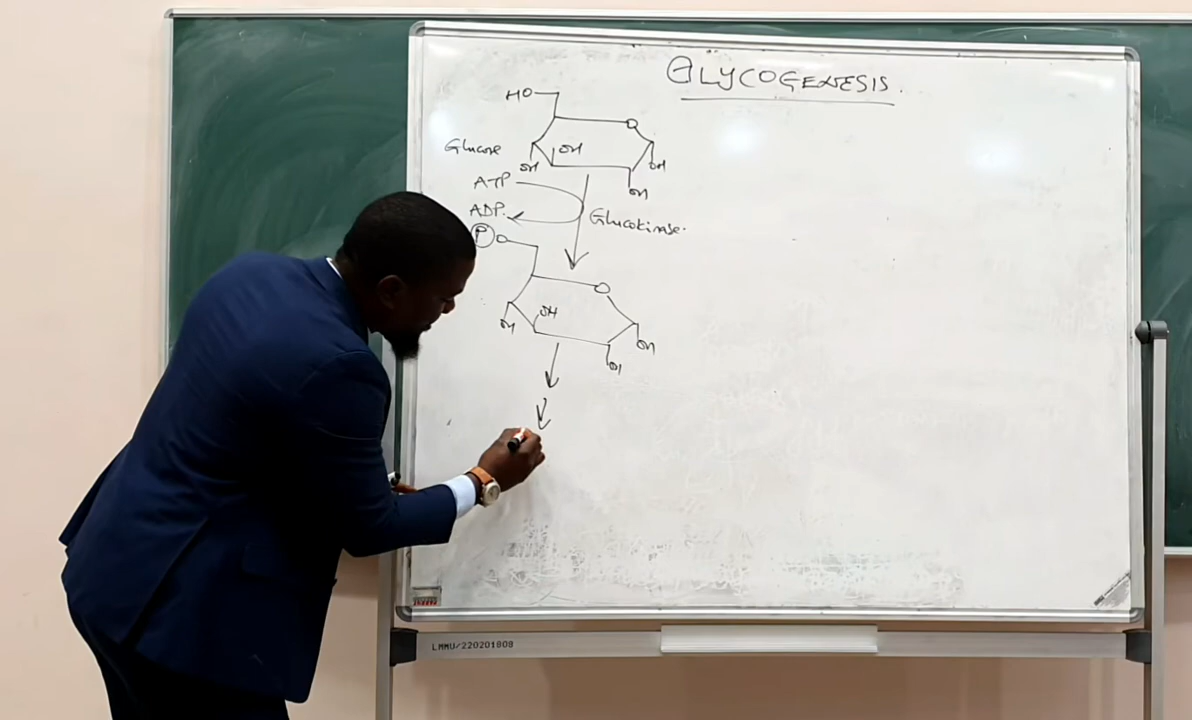 GLYCOGENESIS.
HO
O
Glucose
OH
OH
OH
OH
ATP
ADP.
Glucokinase.
P
O
O
OH
OH
OH
OH
LMMU/220201808